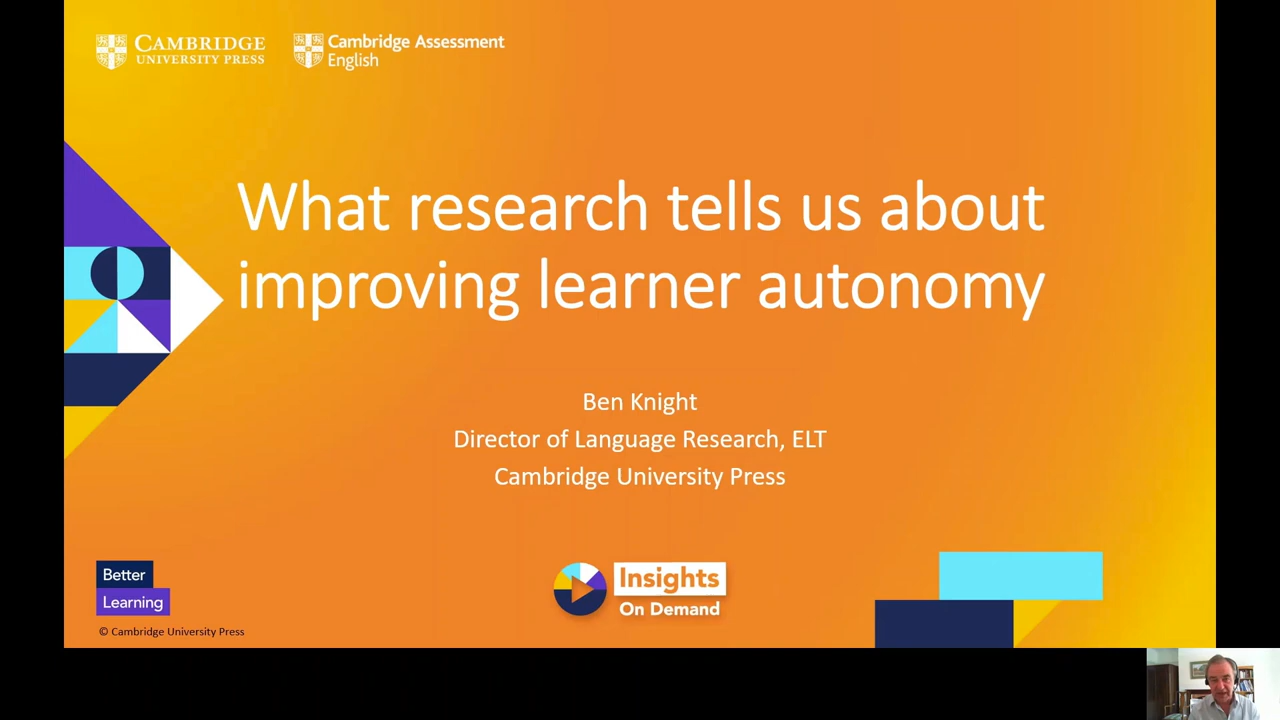 CAMBRIDGE
UNIVERSITY PRESS
Cambridge Assessment
English
What research tells us about
improving learner autonomy
Ben Knight
Director of Language Research, ELT
Cambridge University Press
Better
Learning
Insights
On Demand
© Cambridge University Press